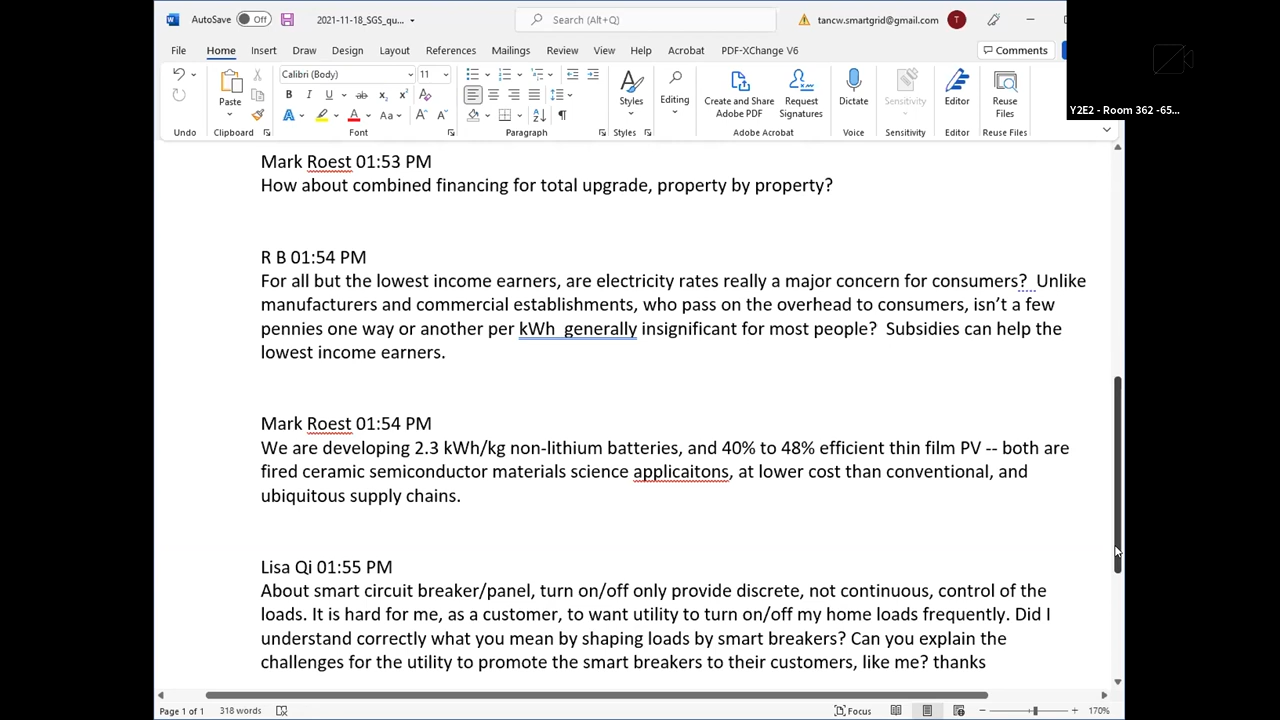 AutoSave Off 2021-11-18_SGS_qu... Search (Alt+Q) tancw.smartgrid@gmail.com T
File Home Insert Draw Design Layout References Mailings Review View Help Acrobat PDF-XChange V6 Comments
Calibri (Body) 11
Paste Styles Editing Create and Share Adobe PDF Request Signatures Dictate Sensitivity Editor Reuse Files
Undo Clipboard Font Paragraph Styles Adobe Acrobat Voice Sensitivity Editor Reuse Files
Y2E2 - Room 362 -65...
Mark Roest 01:53 PM
How about combined financing for total upgrade, property by property?
R B 01:54 PM
For all but the lowest income earners, are electricity rates really a major concern for consumers?  Unlike
manufacturers and commercial establishments, who pass on the overhead to consumers, isn’t a few
pennies one way or another per kWh  generally insignificant for most people?  Subsidies can help the
lowest income earners.
Mark Roest 01:54 PM
We are developing 2.3 kWh/kg non-lithium batteries, and 40% to 48% efficient thin film PV -- both are
fired ceramic semiconductor materials science applicaitons, at lower cost than conventional, and
ubiquitous supply chains.
Lisa Qi 01:55 PM
About smart circuit breaker/panel, turn on/off only provide discrete, not continuous, control of the
loads. It is hard for me, as a customer, to want utility to turn on/off my home loads frequently. Did I
understand correctly what you mean by shaping loads by smart breakers? Can you explain the
challenges for the utility to promote the smart breakers to their customers, like me? thanks
Page 1 of 1 318 words Focus 170%